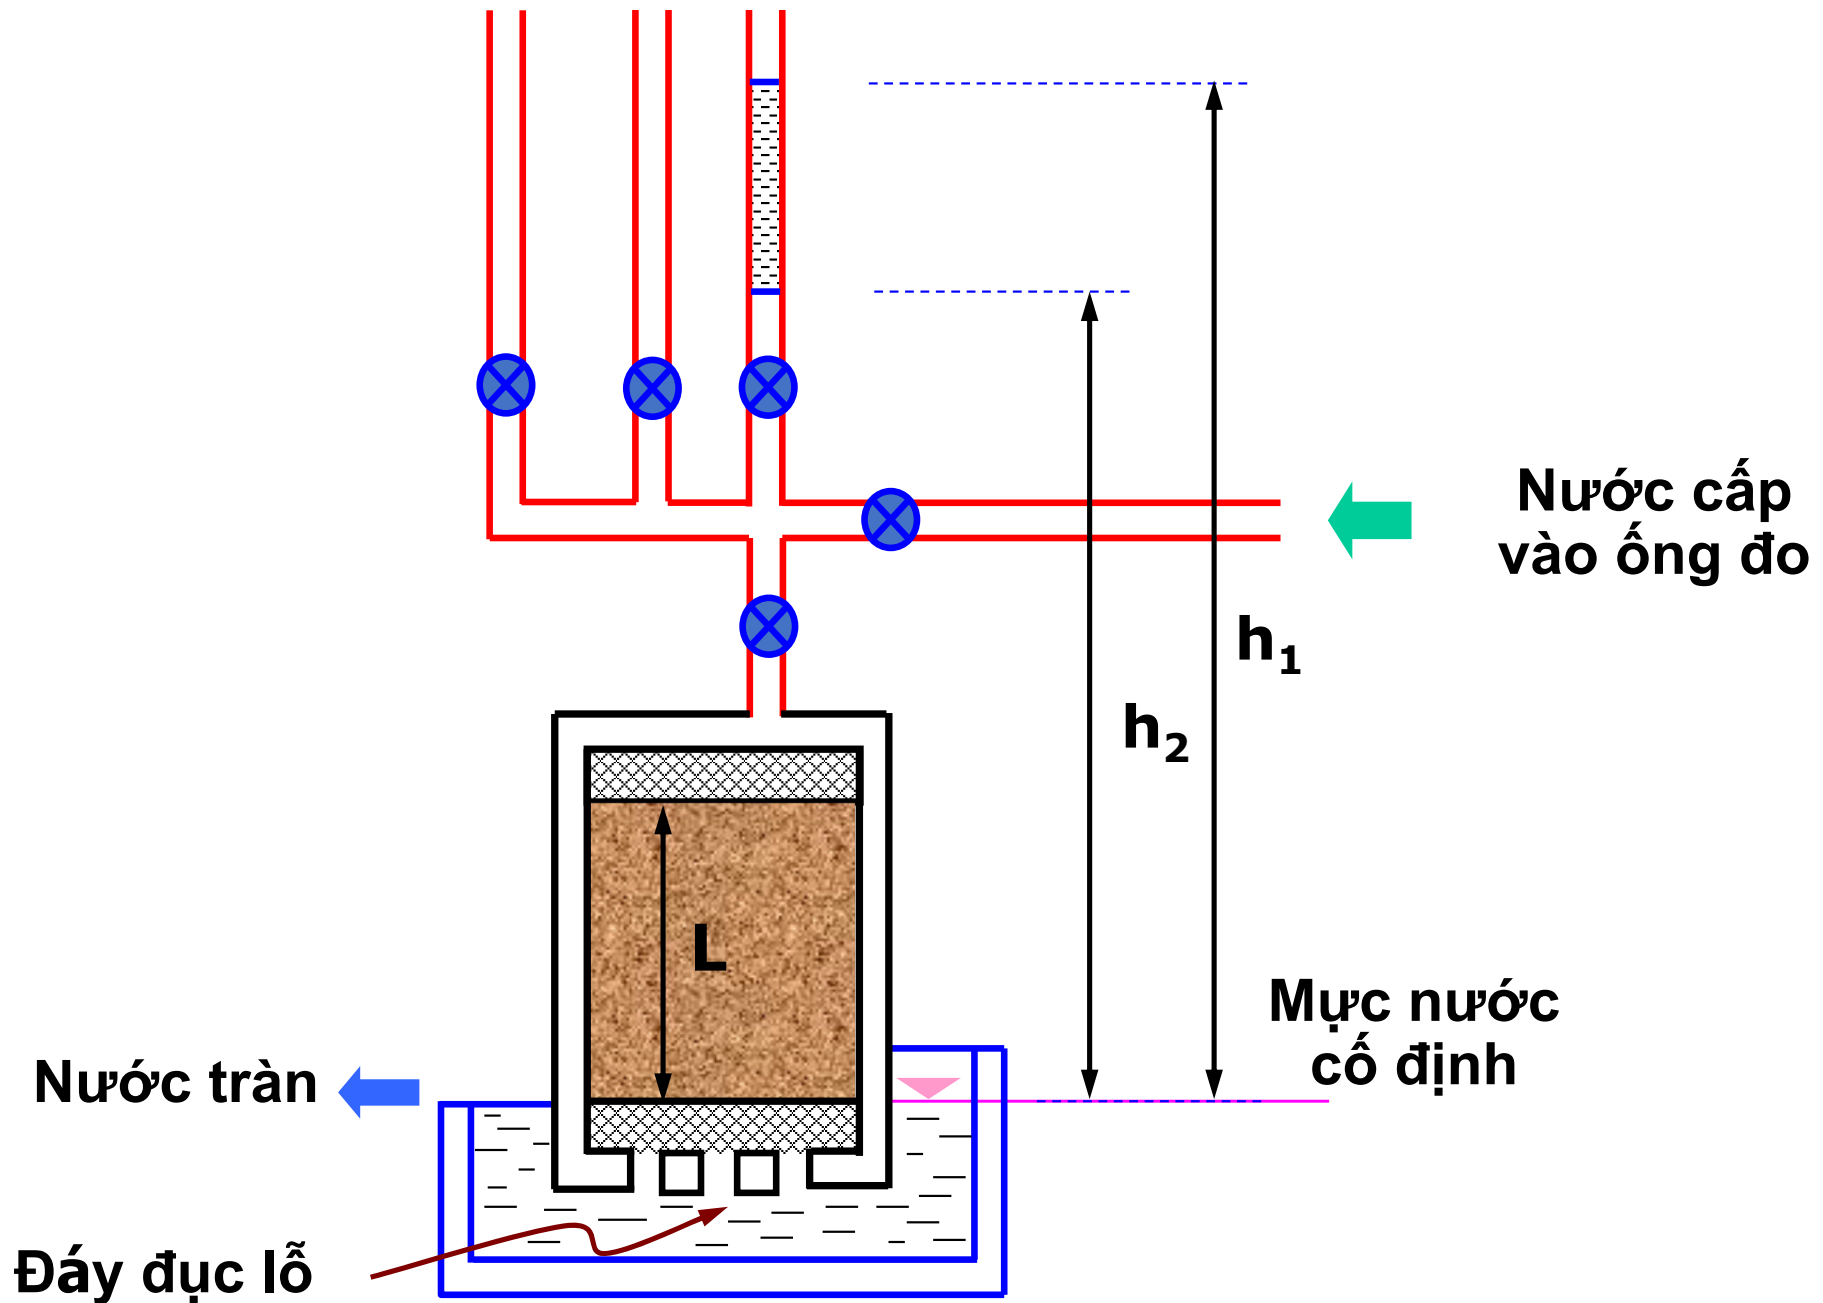 Nước cấp
vào ống đo
h₁
h₂
L
Mực nước
cố định
Nước tràn
Đáy đục lỗ